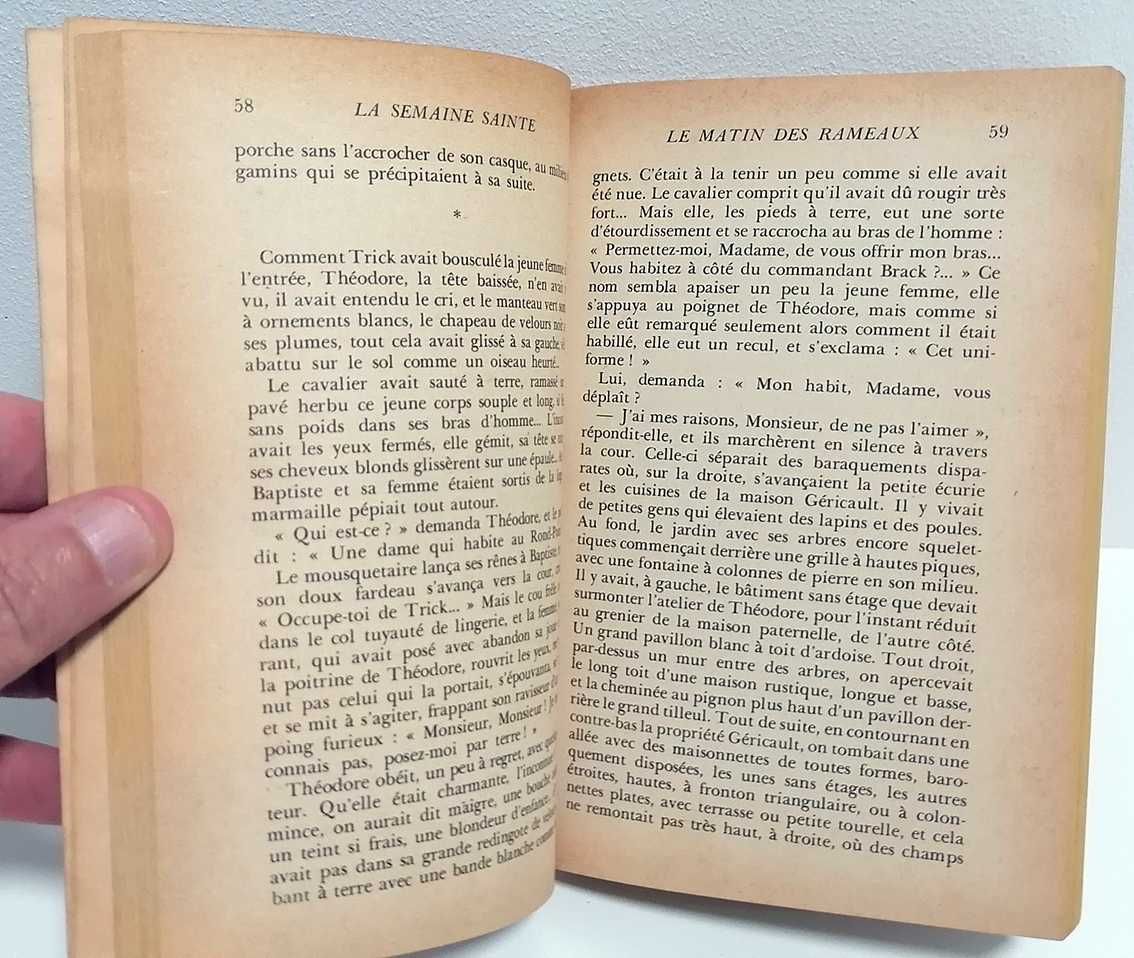 58
LA SEMAINE SAINTE
porche sans l'accrocher de son casque, au milieu
gamins qui se précipitaient à sa suite.
*
Comment Trick avait bousculé la jeune femme
l'entrée, Théodore, la tête baissée, n'en avait
vu, il avait entendu le cri, et le manteau vert
à ornements blancs, le chapeau de velours noir
ses plumes, tout cela avait glissé à sa gauche,
abattu sur le sol comme un oiseau heurté...
Le cavalier avait sauté à terre, ramassé
pavé herbu ce jeune corps souple et long,
sans poids dans ses bras d'homme...
avait les yeux fermés, elle gémit, sa tête se
ses cheveux blonds glissèrent sur une épaule...
Baptiste et sa femme étaient sortis de la
marmaille pépiait tout autour.
« Qui est-ce ? » demanda Théodore, et le
dit : « Une dame qui habite au
Le mousquetaire lança ses rênes à Baptiste,
son doux fardeau s'avança vers la cour,
« Occupe-toi de Trick... » Mais le cou frêle
dans le col tuyauté de lingerie, et la femme
rant, qui avait posé avec abandon sa joue
la poitrine de Théodore, rouvrit les yeux,
nut pas celui qui la portait, s'épouvanta,
et se mit à s'agiter, frappant son ravisseur
poing furieux : « Monsieur, Monsieur ! Je
connais pas, posez-moi par terre ! »
Théodore obéit, un peu à regret, avec
teur. Qu'elle était charmante, l'inconnue
mince, on aurait dit maigre, une bouche
un teint si frais, une blondeur d'enfance...
avait pas dans sa grande redingote de
bant à terre avec une bande blanche comme
LE MATIN DES RAMEAUX
59
gnets. C'était à la tenir un peu comme si elle avait
été nue. Le cavalier comprit qu'il avait dû rougir très
fort... Mais elle, les pieds à terre, eut une sorte
d'étourdissement et se raccrocha au bras de l'homme :
« Permettez-moi, Madame, de vous offrir mon bras...
Vous habitez à côté du commandant Brack ?... » Ce
nom sembla apaiser un peu la jeune femme, elle
s'appuya au poignet de Théodore, mais comme si
elle eût remarqué seulement alors comment il était
habillé, elle eut un recul, et s'exclama : « Cet uni-
forme ! »
Lui, demanda : « Mon habit, Madame, vous
déplaît ?
— J'ai mes raisons, Monsieur, de ne pas l'aimer »,
répondit-elle, et ils marchèrent en silence à travers
la cour. Celle-ci séparait des baraquements dispa-
rates où, sur la droite, s'avançaient la petite écurie
et les cuisines de la maison Géricault. Il y vivait
de petites gens qui élevaient des lapins et des poules.
Au fond, le jardin avec ses arbres encore squelet-
tiques commençait derrière une grille à hautes piques,
avec une fontaine à colonnes de pierre en son milieu.
Il y avait, à gauche, le bâtiment sans étage que devait
surmonter l'atelier de Théodore, pour l'instant réduit
au grenier de la maison paternelle, de l'autre côté.
Un grand pavillon blanc à toit d'ardoise. Tout droit,
par-dessus un mur entre des arbres, on apercevait
le long toit d'une maison rustique, longue et basse,
et la cheminée au pignon plus haut d'un pavillon der-
rière le grand tilleul. Tout de suite, en contournant en
contre-bas la propriété Géricault, on tombait dans une
allée avec des maisonnettes de toutes formes, baro-
quement disposées, les unes sans étages, les autres
étroites, hautes, à fronton triangulaire, ou à colon-
nettes plates, avec terrasse ou petite tourelle, et cela
ne remontait pas très haut, à droite, où des champs